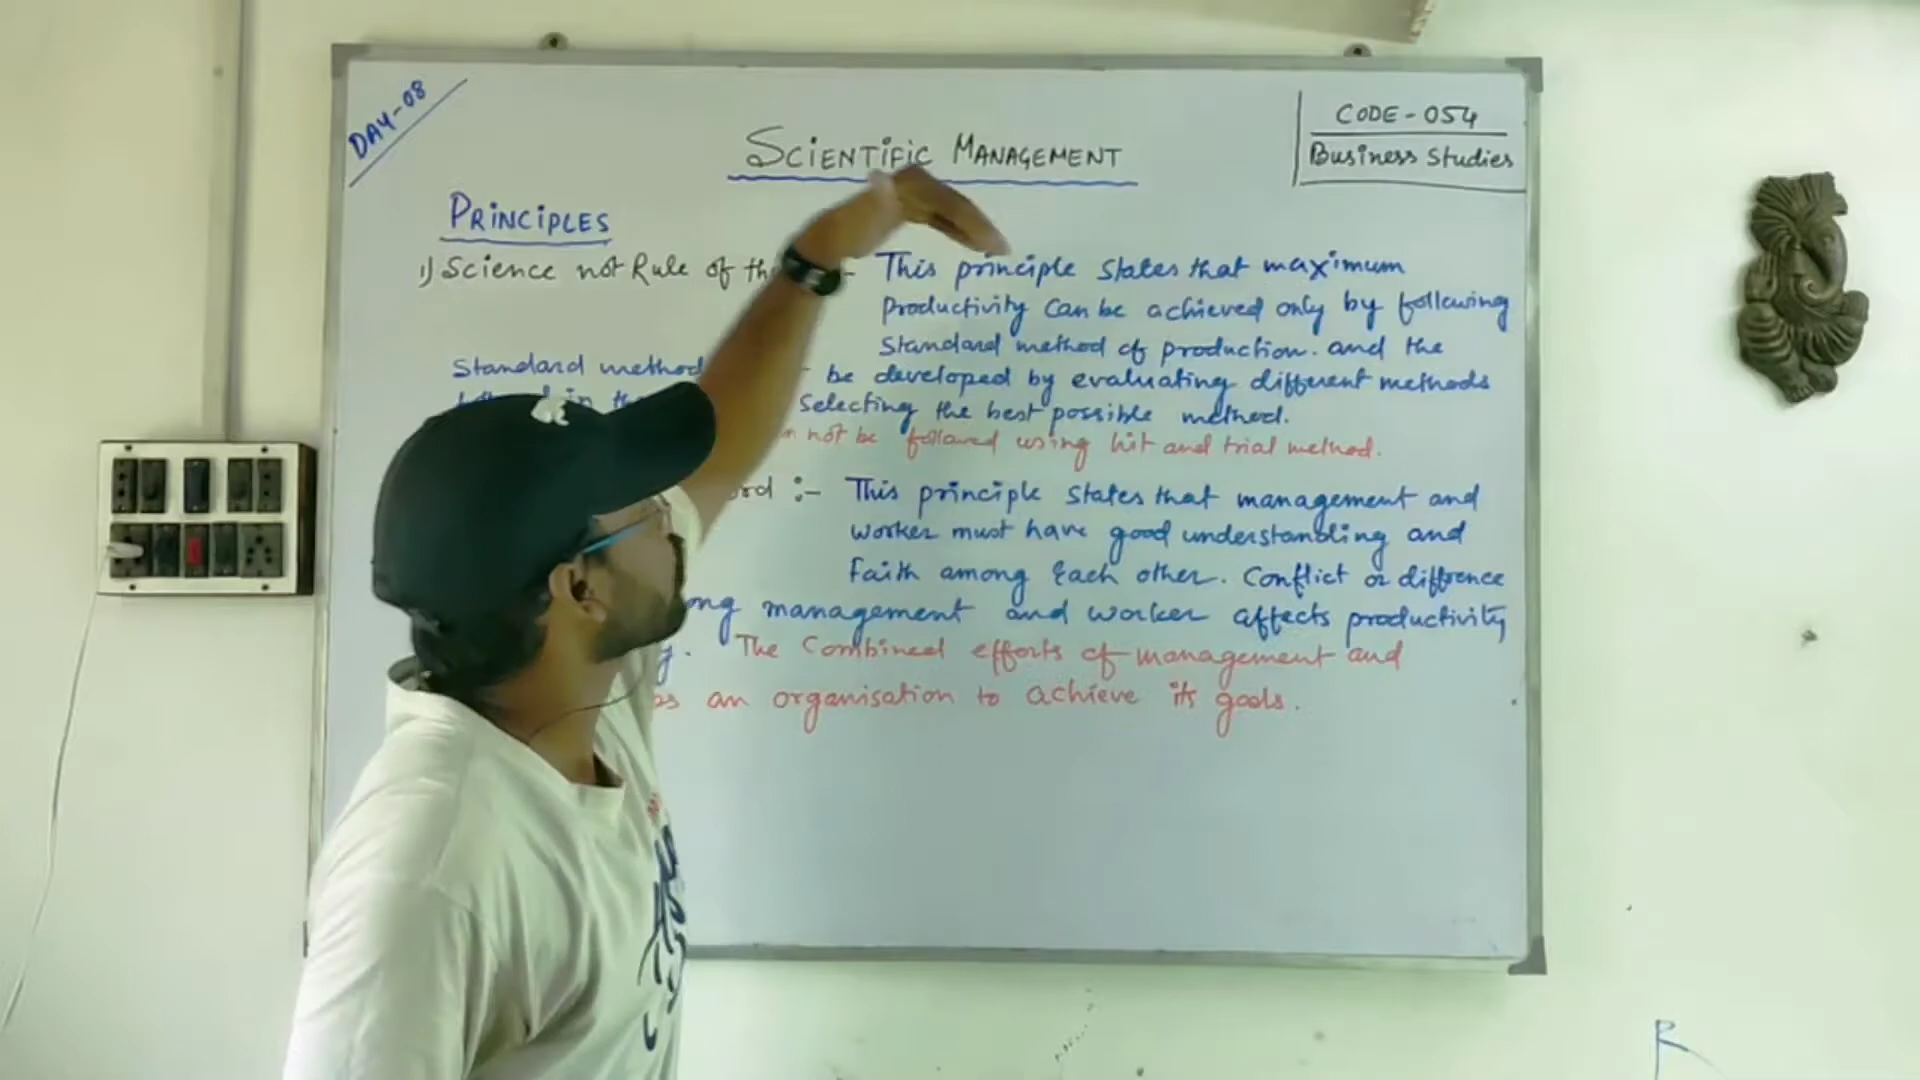 DAY-08
SCIENTIFIC MANAGEMENT
CODE - 054
Business Studies
PRINCIPLES
1) Science not Rule of :- This principle states that maximum
Productivity can be achieved only by following
Standard method of production. and the
Standard method be developed by evaluating different methods
in selecting the best possible method.
not be followed using hit and trial method.
:- This principle states that management and
worker must have good understanding and
Faith among Each other. Conflict or diffrence
management and worker affects productivity
The Combined efforts of management and
an organisation to achieve its goals.
R